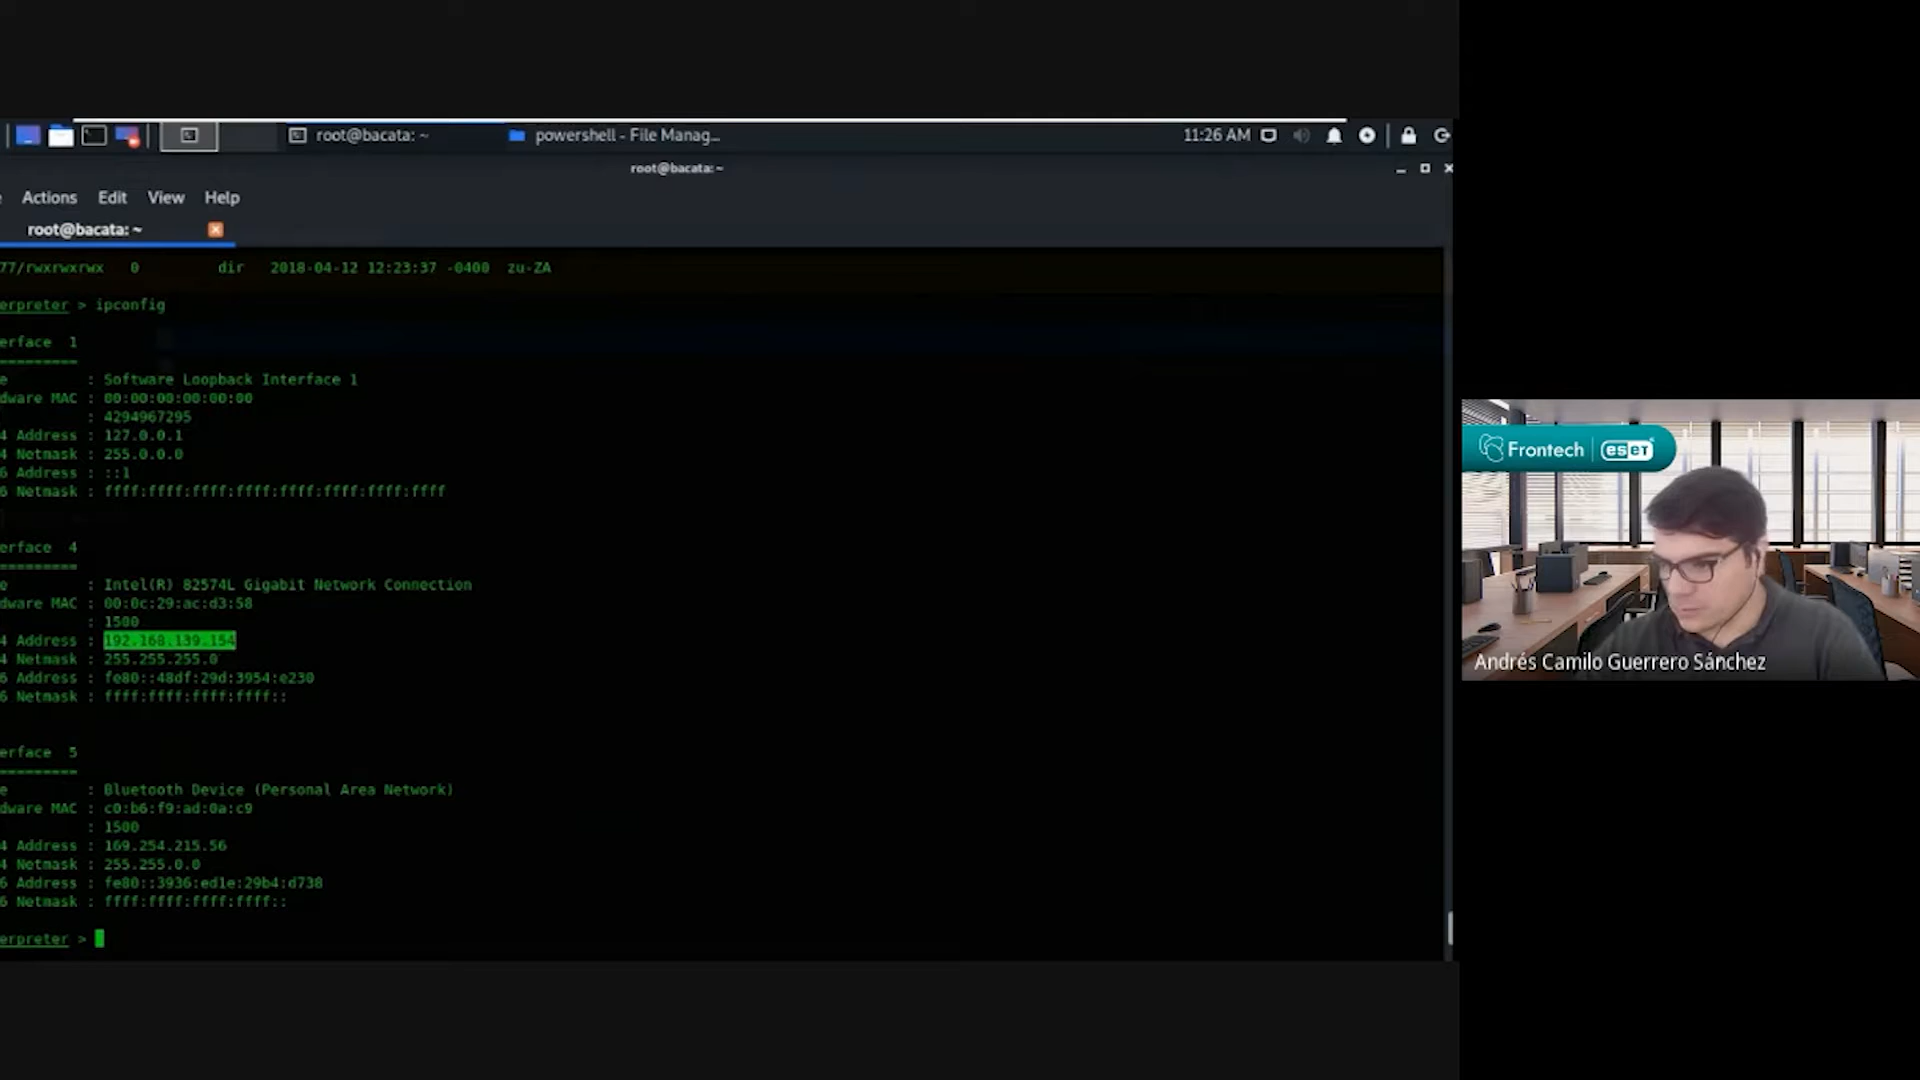 root@bacata: ~
powershell - File Manag...
11:26 AM
root@bacata:~
Actions Edit View Help
root@bacata: ~
77/rwxrwxrwx 0 dir 2018-04-12 12:23:37 -0400 zu-ZA
erpreter > ipconfig
erface 1
=========
e : Software Loopback Interface 1
dware MAC : 00:00:00:00:00:00
: 4294967295
4 Address : 127.0.0.1
4 Netmask : 255.0.0.0
6 Address : ::1
6 Netmask : ffff:ffff:ffff:ffff:ffff:ffff:ffff:ffff
erface 4
=========
e : Intel(R) 82574L Gigabit Network Connection
dware MAC : 00:0c:29:ac:d3:58
: 1500
4 Address : 192.168.139.154
4 Netmask : 255.255.255.0
6 Address : fe80::48df:29d:3954:e230
6 Netmask : ffff:ffff:ffff:ffff::
erface 5
=========
e : Bluetooth Device (Personal Area Network)
dware MAC : c0:b6:f9:ad:0a:c9
: 1500
4 Address : 169.254.215.56
4 Netmask : 255.255.0.0
6 Address : fe80::3936:ed1e:29b4:d738
6 Netmask : ffff:ffff:ffff:ffff::
erpreter >
Frontech eset
Andrés Camilo Guerrero Sánchez